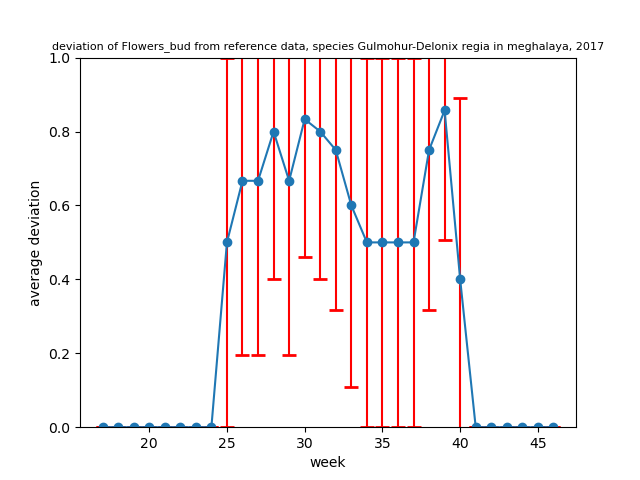 deviation of Flowers_bud from reference data, species Gulmohur-Delonix regia in meghalaya, 2017
1.0
0.8
0.6
0.4
0.2
0.0
average deviation
20 25 30 35 40 45
week